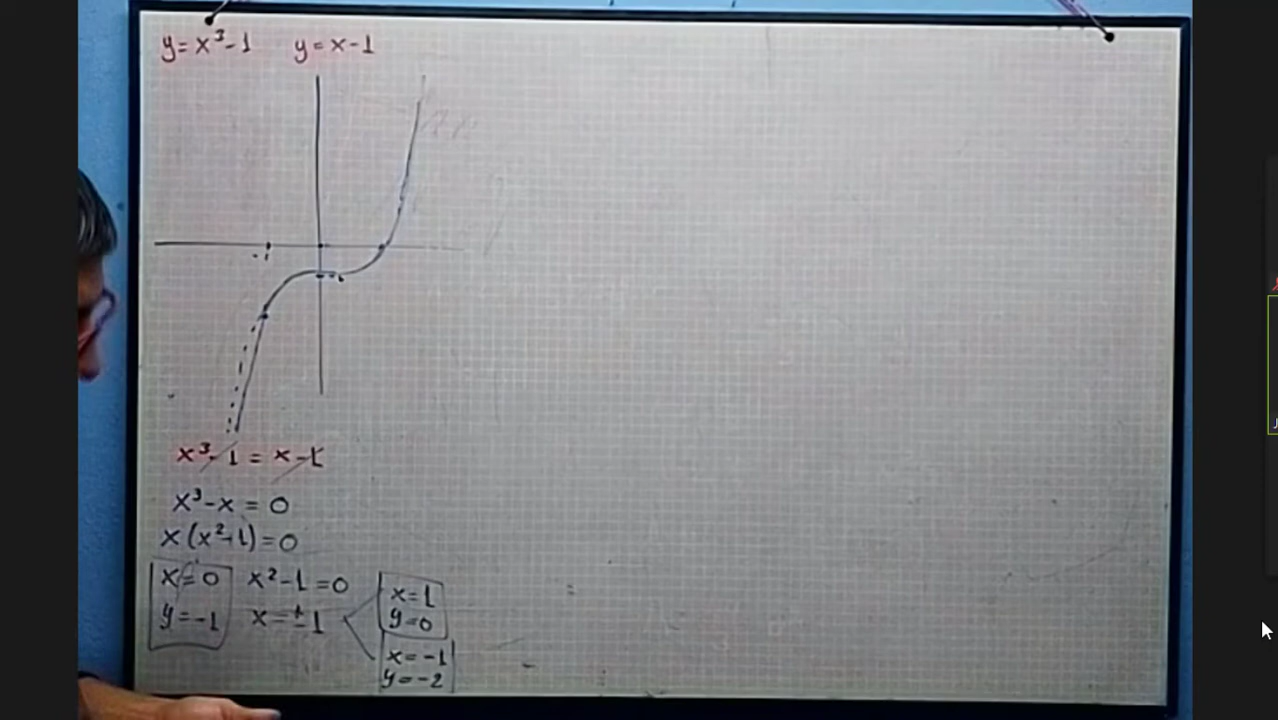 y=x³-1 y=x-1
-1
x³-1=x-1
x³-x=0
x(x²-1)=0
x=0 x²-1=0 x=1
y=-1 x=±1 y=0
x=-1
y=-2